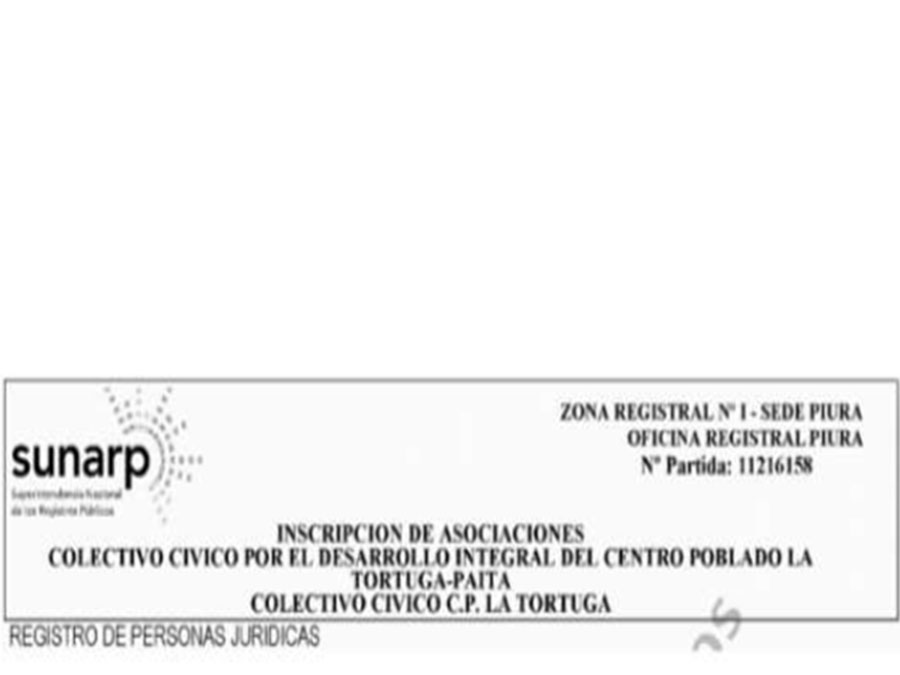 ZONA REGISTRAL Nº I - SEDE PIURA
OFICINA REGISTRAL PIURA
Nº Partida: 11216158
sunarp
Superintendencia Nacional
de los Registros Públicos
INSCRIPCION DE ASOCIACIONES
COLECTIVO CIVICO POR EL DESARROLLO INTEGRAL DEL CENTRO POBLADO LA
TORTUGA-PAITA
COLECTIVO CIVICO C.P. LA TORTUGA
REGISTRO DE PERSONAS JURIDICAS